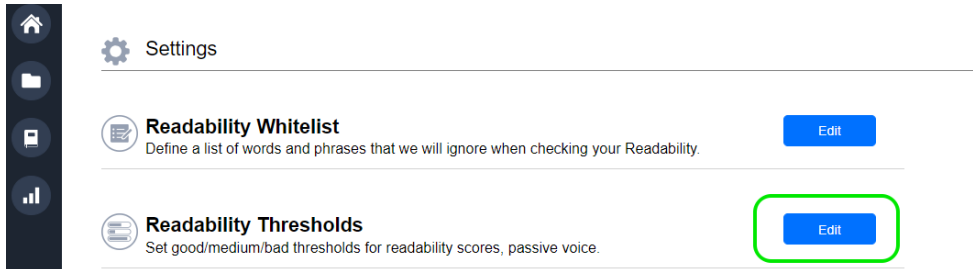 Settings
Readability Whitelist
Edit
Define a list of words and phrases that we will ignore when checking your Readability.
Readability Thresholds
Edit
Set good/medium/bad thresholds for readability scores, passive voice.